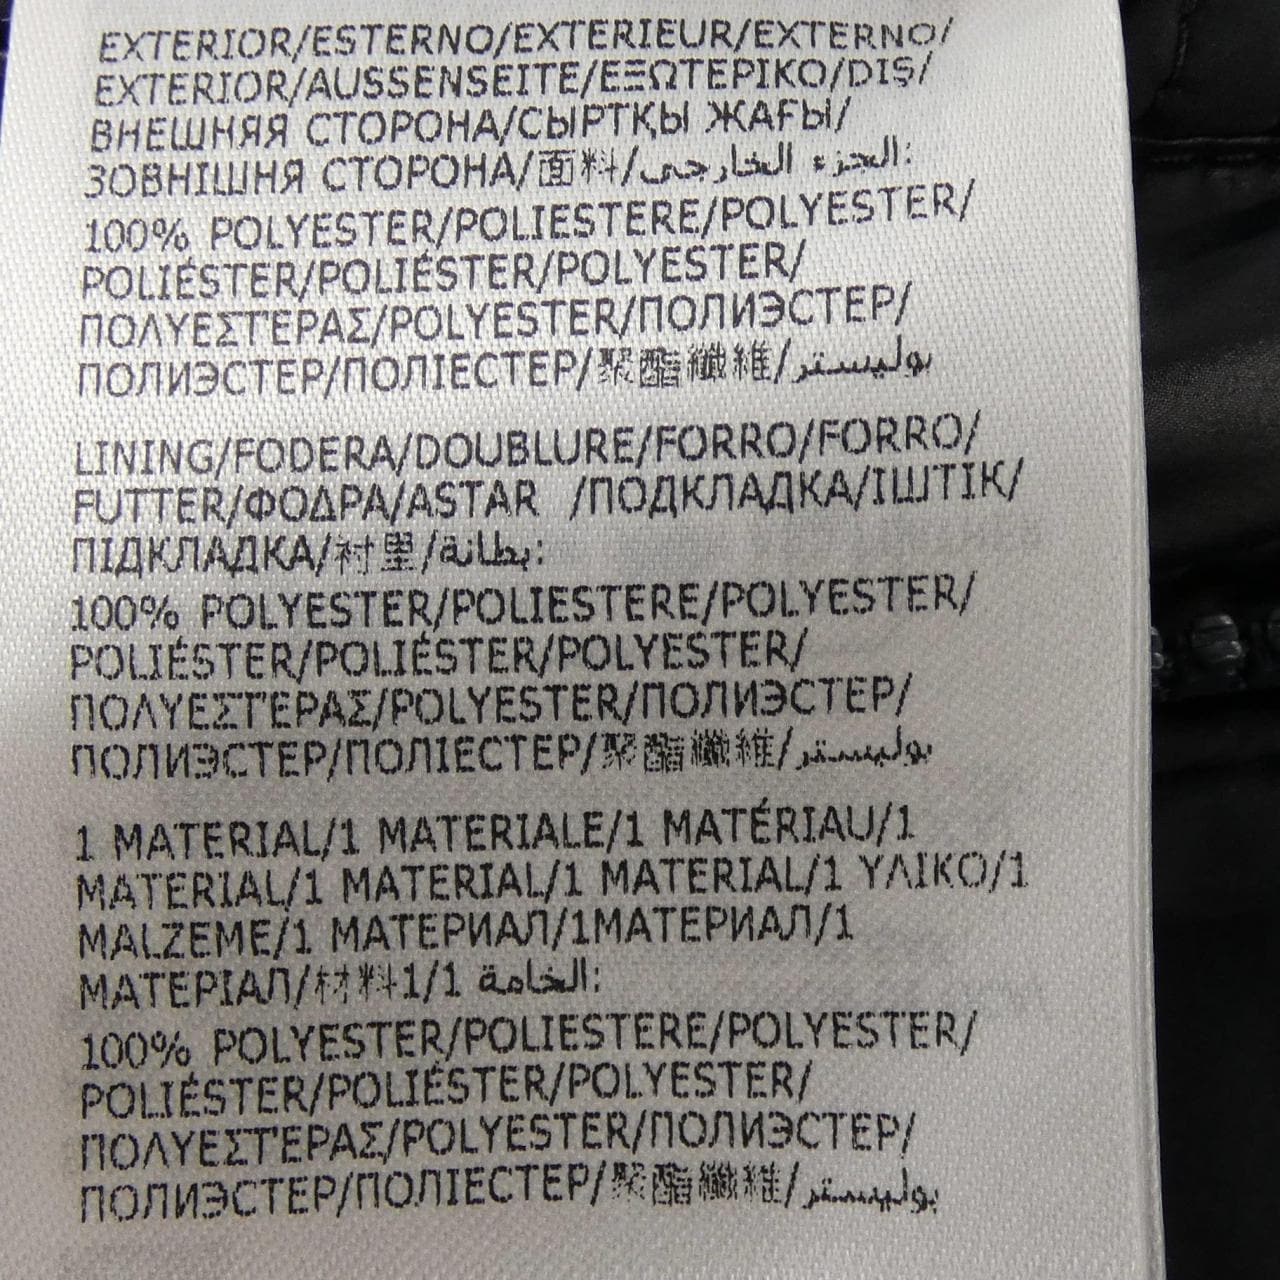 EXTERIOR/ESTERNO/EXTERIEUR/EXTERNO/
EXTERIOR/AUSSENSEITE/ΕΞΩΤΕΡΙΚΟ/DIŞ/
ВНЕШНЯЯ СТОРОНА/СЫРТҚЫ ЖАҒЫ/
ЗОВНІШНЯ СТОРОНА/面料/الجزء الخارجى:
100% POLYESTER/POLIESTERE/POLYESTER/
POLIÉSTER/POLIÉSTER/POLYESTER/
ΠΟΛΥΕΣΤΕΡΑΣ/POLYESTER/ПОЛИЭСТЕР/
ПОЛИЭСТЕР/ПОЛІЕСТЕР/聚酯纖維/بوليستر
LINING/FODERA/DOUBLURE/FORRO/FORRO/
FUTTER/ΦΟΔΡΑ/ASTAR /ПОДКЛАДКА/ІШТІК/
ПІДКЛАДКА/衬里/بطانة:
100% POLYESTER/POLIESTERE/POLYESTER/
POLIÉSTER/POLIÉSTER/POLYESTER/
ΠΟΛΥΕΣΤΕΡΑΣ/POLYESTER/ПОЛИЭСТЕР/
ПОЛИЭСТЕР/ПОЛІЕСТЕР/聚酯纖維/بوليستر
1 MATERIAL/1 MATERIALE/1 MATÉRIAU/1
MATERIAL/1 MATERIAL/1 MATERIAL/1 ΥΛΙΚΟ/1
MALZEME/1 МАТЕРИАЛ/1МАТЕРИАЛ/1
МАТЕРІАЛ/材料1/1 الخامة:
100% POLYESTER/POLIESTERE/POLYESTER/
POLIÉSTER/POLIÉSTER/POLYESTER/
ΠΟΛΥΕΣΤΕΡΑΣ/POLYESTER/ПОЛИЭСТЕР/
ПОЛИЭСТЕР/ПОЛІЕСТЕР/聚酯纖維/بوليستر